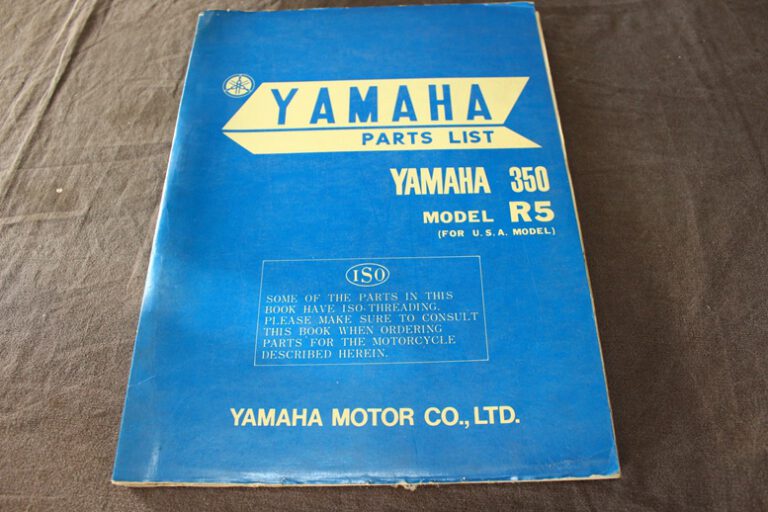 YAMAHA
PARTS LIST
YAMAHA 350
MODEL R5
(FOR U.S.A. MODEL)
ISO
SOME OF THE PARTS IN THIS
BOOK HAVE ISO-THREADING.
PLEASE MAKE SURE TO CONSULT
THIS BOOK WHEN ORDERING
PARTS FOR THE MOTORCYCLE
DESCRIBED HEREIN.
YAMAHA MOTOR CO., LTD.